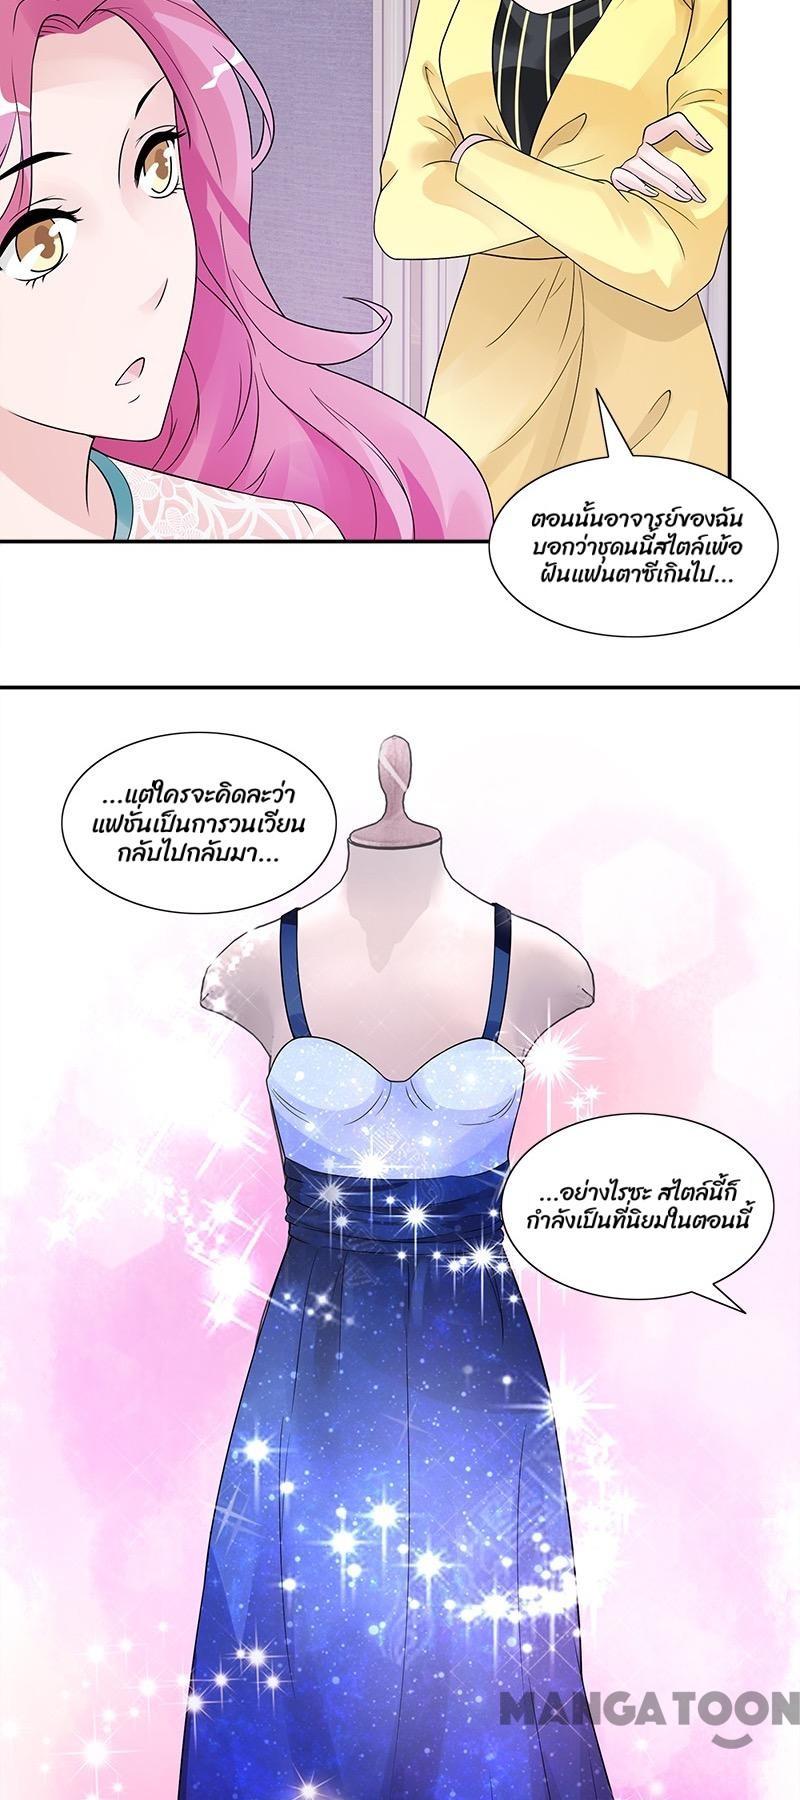 ตอนนั้นอาจารย์ของฉัน
บอกว่าชุดนนี้สไตล์เพ้อ
ฝันแฟนตาซีเกินไป...
...แต่ใครจะคิดละว่า
แฟชั่นเป็นการวนเวียน
กลับไปกลับมา...
...อย่างไรซะ สไตล์นี้ก็
กำลังเป็นที่นิยมในตอนนี้
MANGATOON